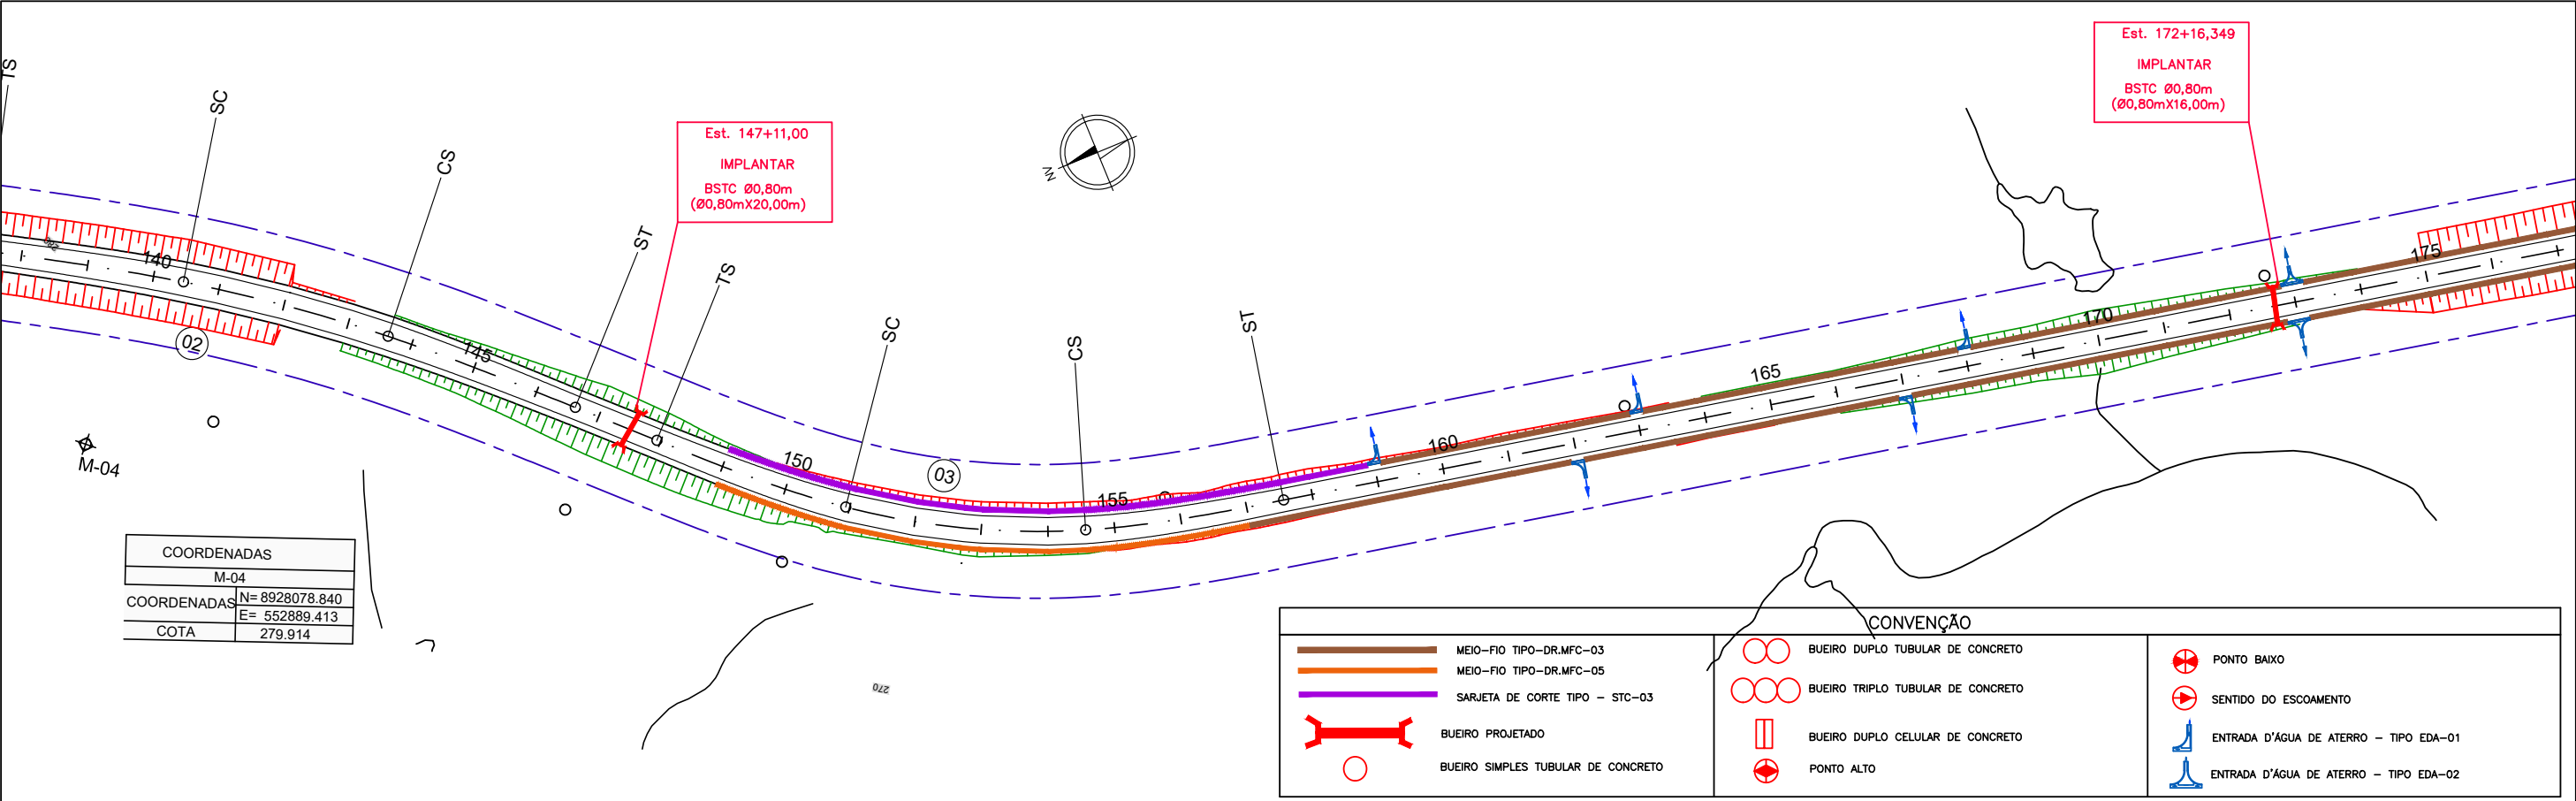 TS
SC
CS
ST
TS
SC
CS
ST
Est. 147+11,00
IMPLANTAR
BSTC Ø0,80m
(Ø0,80mX20,00m)
Est. 172+16,349
IMPLANTAR
BSTC Ø0,80m
(Ø0,80mX16,00m)
140
145
150
155
160
165
170
175
02
03
M-04
COORDENADAS
M-04
COORDENADAS N= 8928078.840
E= 552889.413
COTA 279.914
270
CONVENÇÃO
MEIO-FIO TIPO-DR.MFC-03
MEIO-FIO TIPO-DR.MFC-05
SARJETA DE CORTE TIPO - STC-03
BUEIRO PROJETADO
BUEIRO SIMPLES TUBULAR DE CONCRETO
BUEIRO DUPLO TUBULAR DE CONCRETO
BUEIRO TRIPLO TUBULAR DE CONCRETO
BUEIRO DUPLO CELULAR DE CONCRETO
PONTO ALTO
PONTO BAIXO
SENTIDO DO ESCOAMENTO
ENTRADA D'ÁGUA DE ATERRO - TIPO EDA-01
ENTRADA D'ÁGUA DE ATERRO - TIPO EDA-02